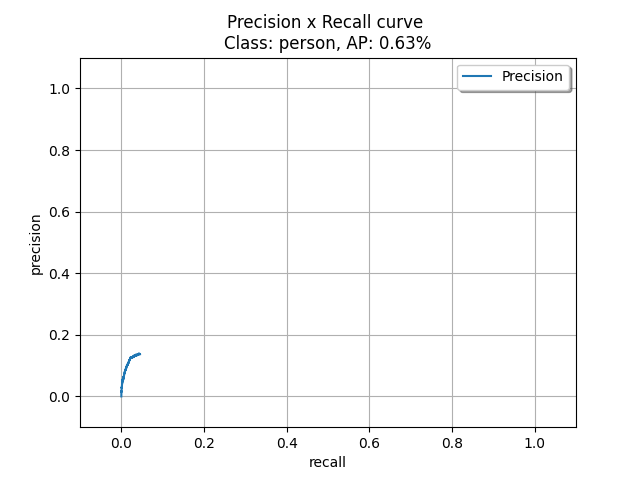 Precision x Recall curve
Class: person, AP: 0.63%
Precision
1.0
0.8
0.6
0.4
0.2
0.0
precision
0.0 0.2 0.4 0.6 0.8 1.0
recall